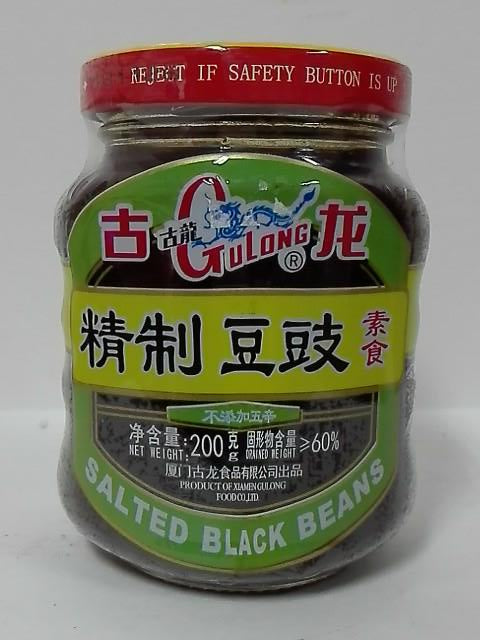 REJECT IF SAFETY BUTTON IS UP
古 古龍 GULONG® 龙
精制豆豉 素食
不添加五辛
净含量: 200克 固形物含量 ≥60%
NET WEIGHT: g DRAINED WEIGHT
厦门古龙食品有限公司出品
PRODUCT OF XIAMEN GULONG
FOOD CO.,LTD.
SALTED BLACK BEANS